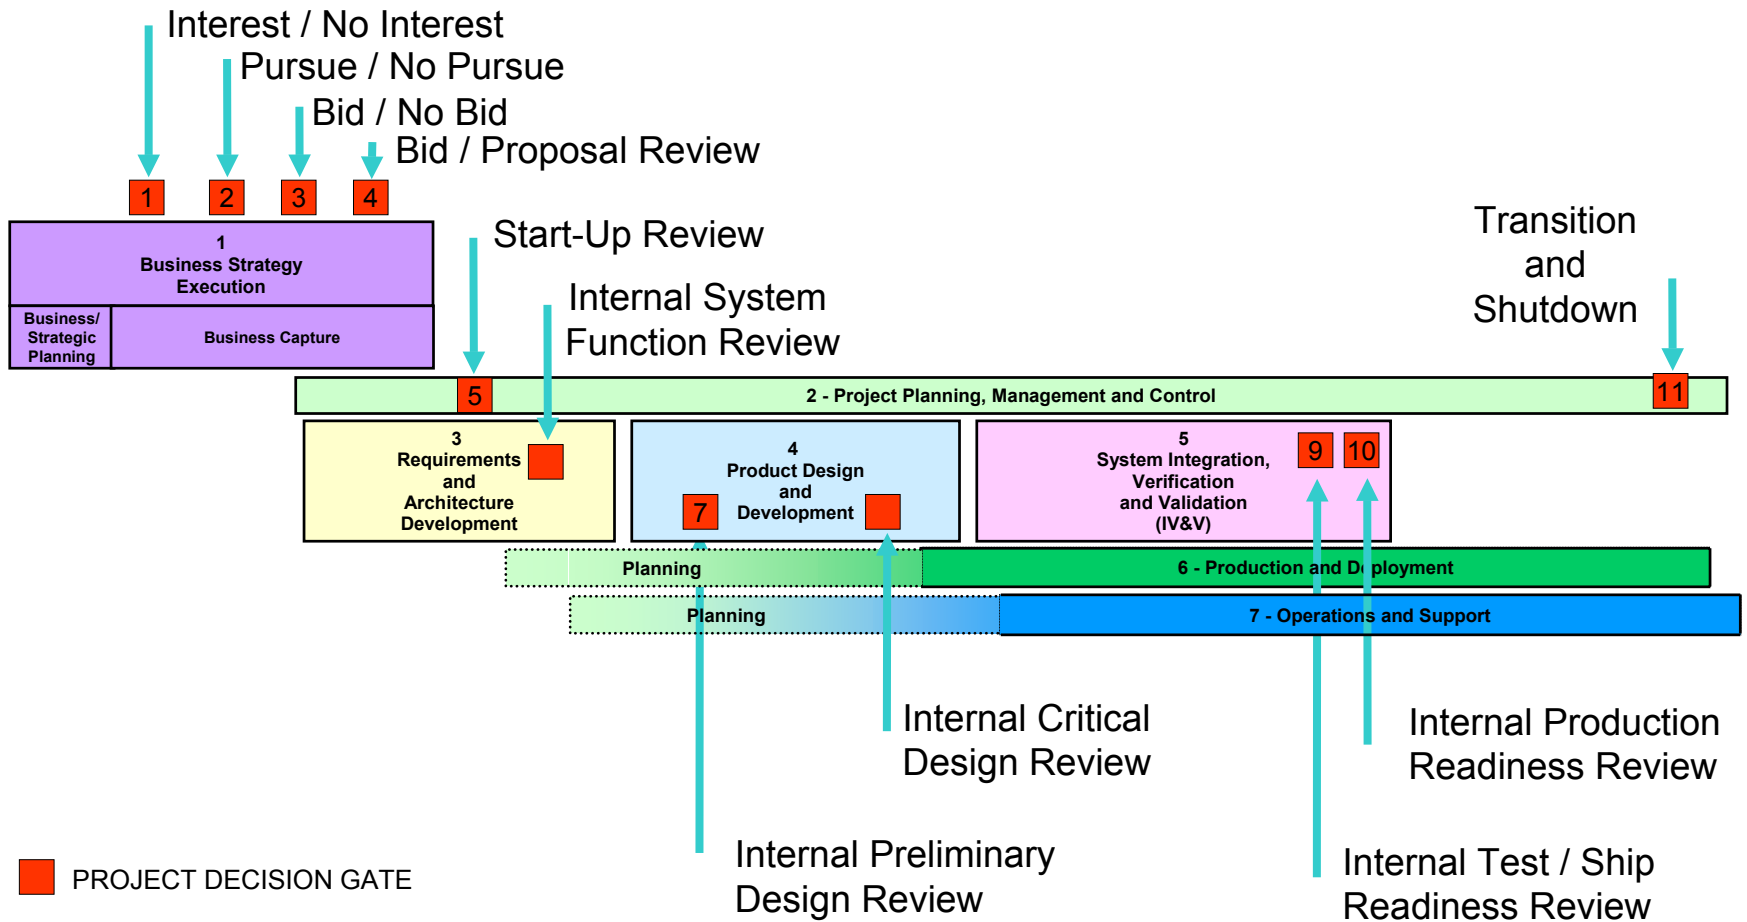 Interest / No Interest
Pursue / No Pursue
Bid / No Bid
Bid / Proposal Review
1
2
3
4
1
Business Strategy
Execution
Business/
Strategic
Planning
Business Capture
Start-Up Review
Internal System
Function Review
Transition
and
Shutdown
5
2 - Project Planning, Management and Control
11
3
Requirements
and
Architecture
Development
4
Product Design
and
Development
7
5
System Integration,
Verification
and Validation
(IV&V)
9
10
Planning
6 - Production and Deployment
Planning
7 - Operations and Support
Internal Critical
Design Review
Internal Production
Readiness Review
Internal Preliminary
Design Review
Internal Test / Ship
Readiness Review
PROJECT DECISION GATE